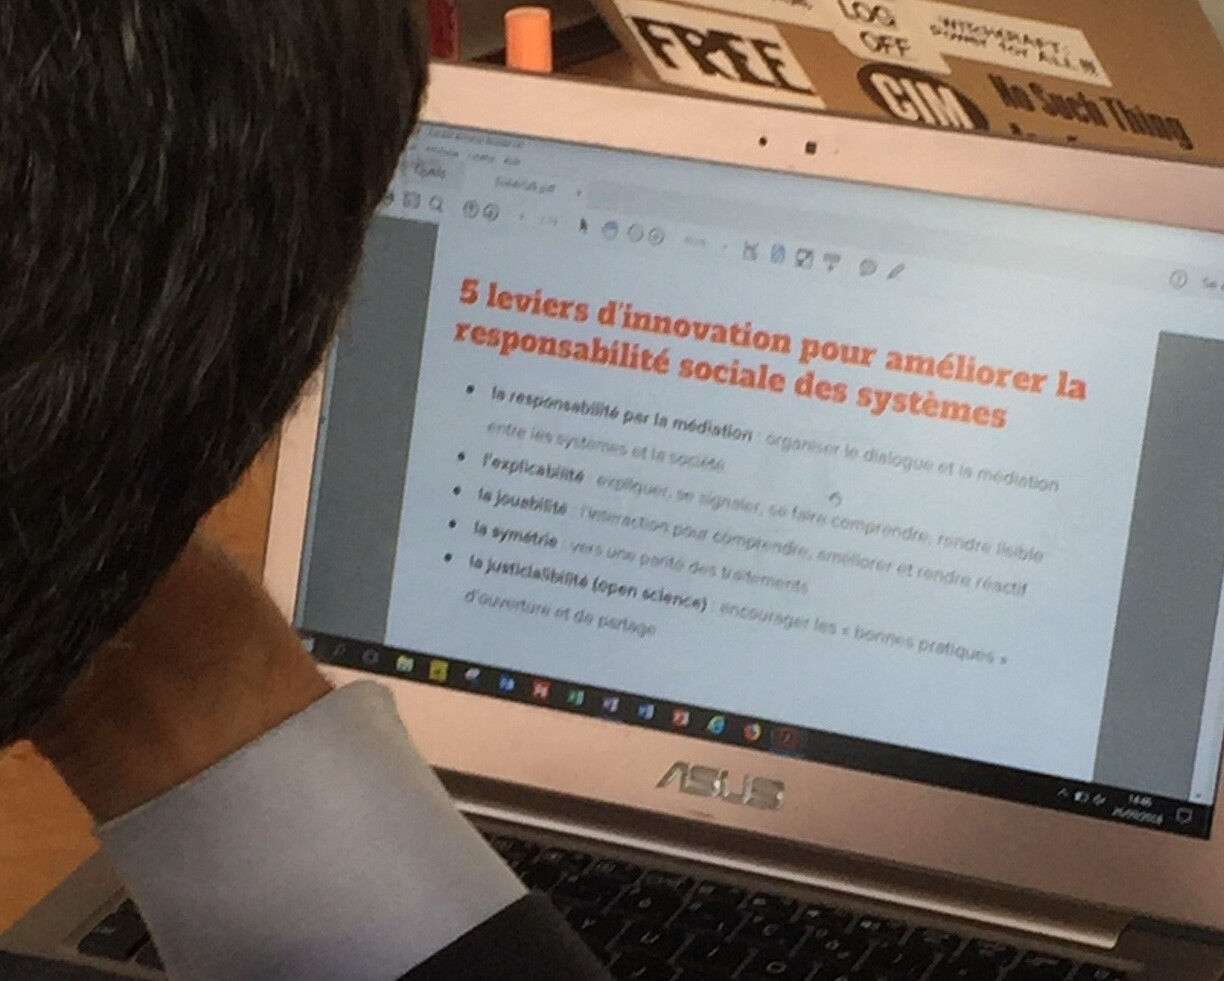 LOG
OFF
WITCHCRAFT:
POWER for ALL!!!
FREE
CIM
No Such Thing
5 leviers d'innovation pour améliorer la
responsabilité sociale des systèmes
• la responsabilité par la médiation : organiser le dialogue et la médiation
entre les systèmes et la société
• l'explicabilité : expliquer, se signaler, se faire comprendre, rendre lisible
• la jouabilité : l'interaction pour comprendre, améliorer et rendre réactif
• la symétrie : vers une parité des traitements
• la justiciabilité (open science) : encourager les « bonnes pratiques »
d'ouverture et de partage
ASUS